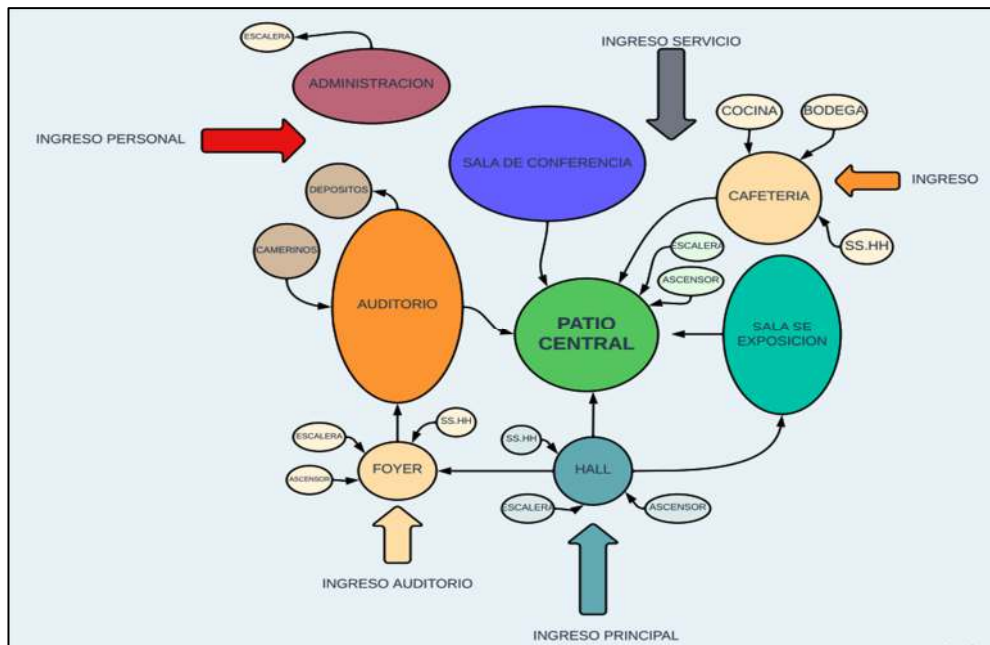 ESCALERA
INGRESO SERVICIO
ADMINISTRACION
COCINA
BODEGA
INGRESO PERSONAL
SALA DE CONFERENCIA
DEPOSITOS
CAFETERIA
INGRESO
CAMERINOS
ESCALERA
SS.HH
ASCENSOR
AUDITORIO
PATIO
CENTRAL
SALA SE
EXPOSICION
SS.HH
ESCALERA
SS.HH
FOYER
HALL
ASCENSOR
ESCALERA
ASCENSOR
INGRESO AUDITORIO
INGRESO PRINCIPAL